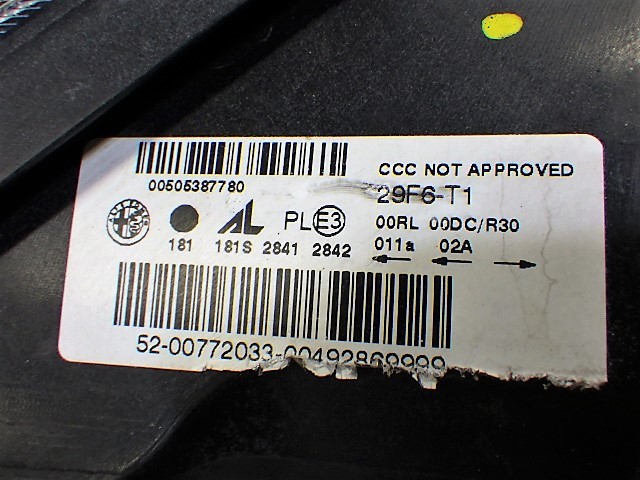 CCC NOT APPROVED
00505387780
29F6-T1
AL PL E3
00RL 00DC/R30
181 181S 2841 2842
011a 02A
52-00772033-00492869999